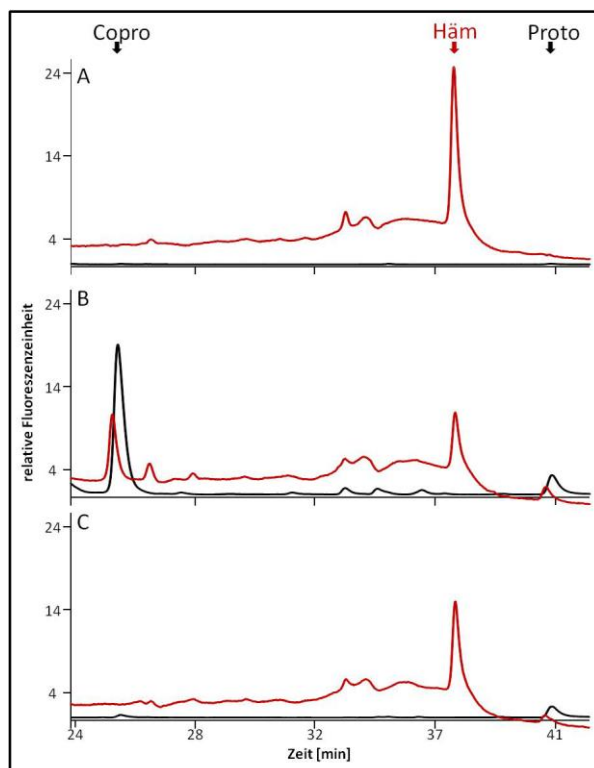 Copro Häm Proto
A
24
14
4
B
24
14
4
relative Fluoreszenzeinheit
C
24
14
4
24 28 32 37 41
Zeit [min]